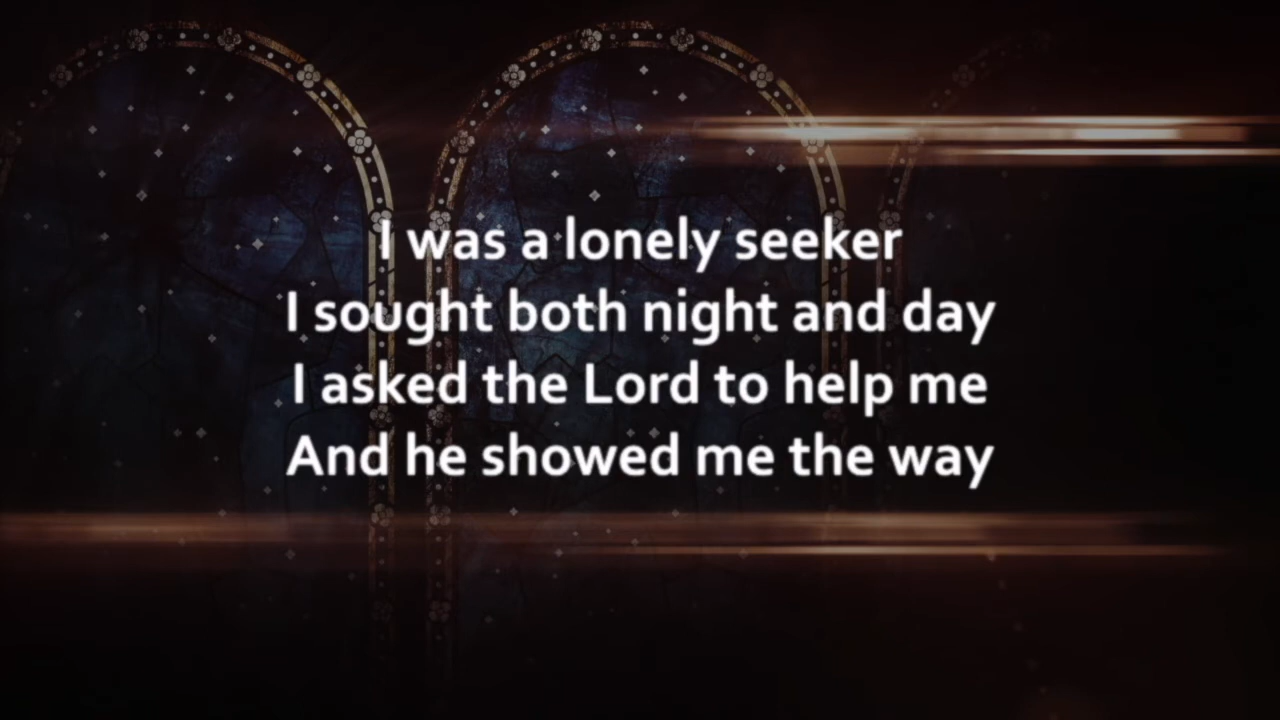 I was a lonely seeker
I sought both night and day
I asked the Lord to help me
And he showed me the way